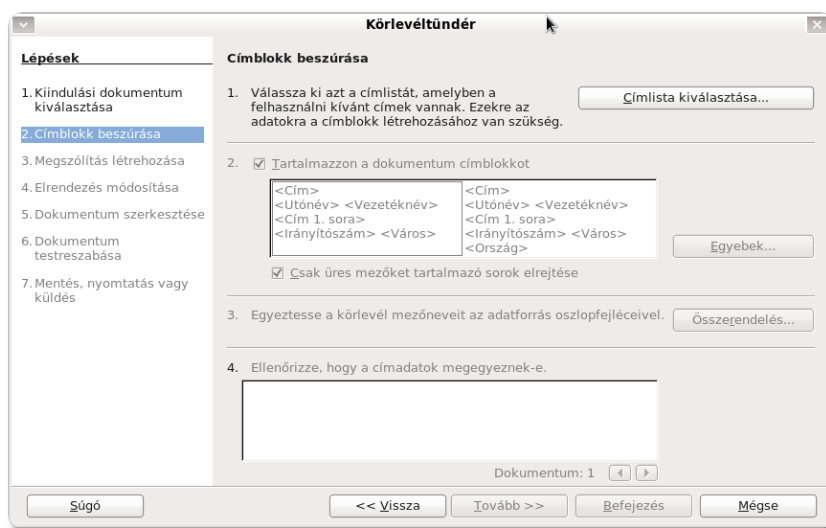 Körlevéltündér
Lépések
1. Kiindulási dokumentum
kiválasztása
2. Címblokk beszúrása
3. Megszólítás létrehozása
4. Elrendezés módosítása
5. Dokumentum szerkesztése
6. Dokumentum
testreszabása
7. Mentés, nyomtatás vagy
küldés
Címblokk beszúrása
1. Válassza ki azt a címlistát, amelyben a
felhasználni kívánt címek vannak. Ezekre az
adatokra a címblokk létrehozásához van szükség.
Címlista kiválasztása...
2. Tartalmazzon a dokumentum címblokkot
<Cím>
<Utónév> <Vezetéknév>
<Cím 1. sora>
<Irányítószám> <Város>
<Cím>
<Utónév> <Vezetéknév>
<Cím 1. sora>
<Irányítószám> <Város>
<Ország>
Egyebek...
Csak üres mezőket tartalmazó sorok elrejtése
3. Egyeztesse a körlevél mezőneveit az adatforrás oszlopfejléceivel.
Összerendelés...
4. Ellenőrizze, hogy a címadatok megegyeznek-e.
Dokumentum: 1
Súgó
<< Vissza
Tovább >>
Befejezés
Mégse